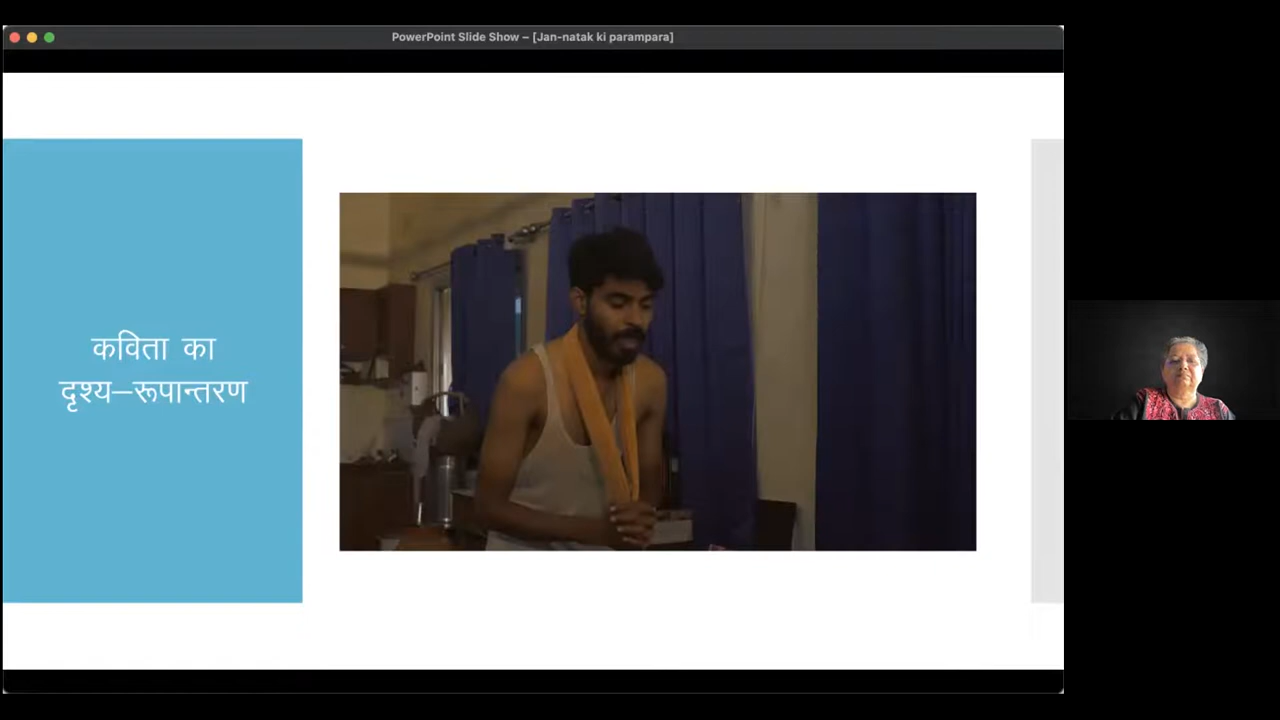 PowerPoint Slide Show – [Jan-natak ki parampara]
कविता का
दृश्य–रूपान्तरण